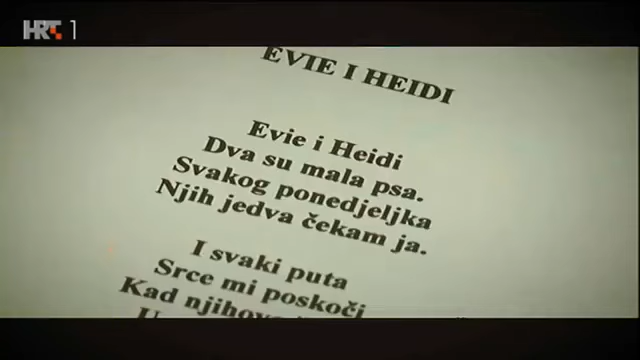 HRT 1
EVIE I HEIDI
Evie i Heidi
Dva su mala psa.
Svakog ponedjeljka
Njih jedva čekam ja.
I svaki puta
Srce mi poskoči
Kad